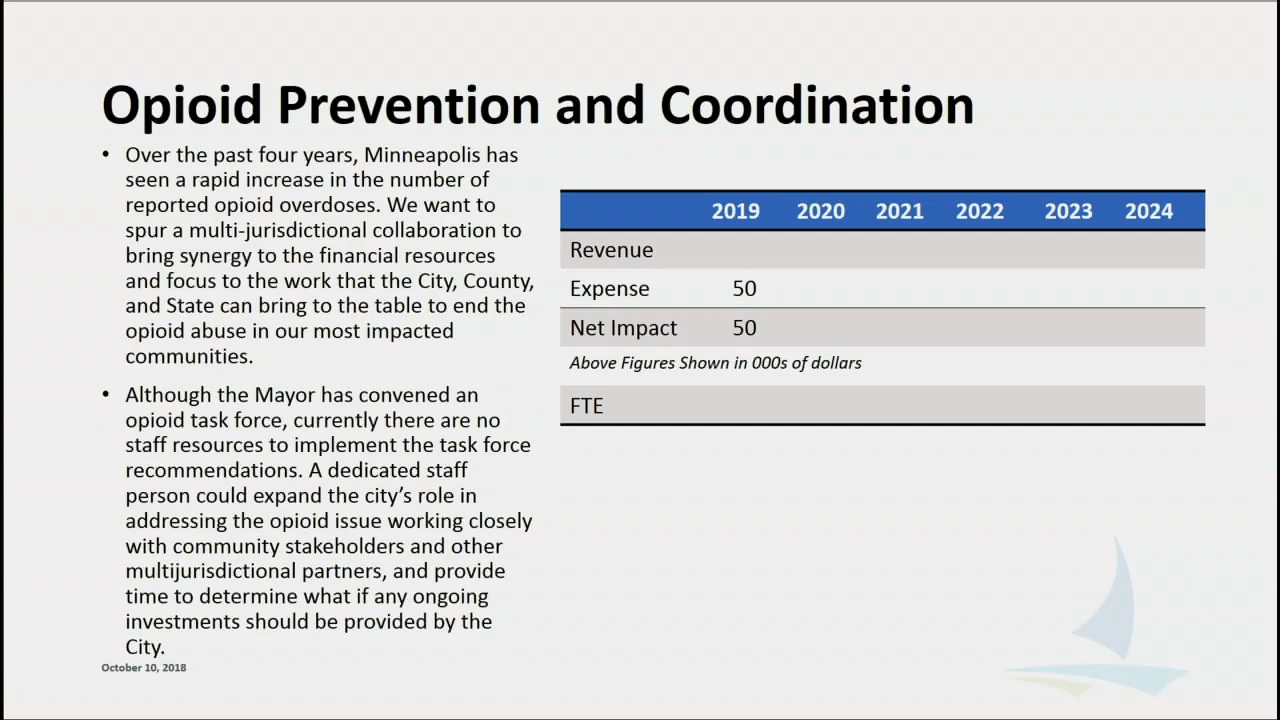 Opioid Prevention and Coordination
• Over the past four years, Minneapolis has
seen a rapid increase in the number of
reported opioid overdoses. We want to
spur a multi-jurisdictional collaboration to
bring synergy to the financial resources
and focus to the work that the City, County,
and State can bring to the table to end the
opioid abuse in our most impacted
communities.
• Although the Mayor has convened an
opioid task force, currently there are no
staff resources to implement the task force
recommendations. A dedicated staff
person could expand the city’s role in
addressing the opioid issue working closely
with community stakeholders and other
multijurisdictional partners, and provide
time to determine what if any ongoing
investments should be provided by the
City.
October 10, 2018
2019 2020 2021 2022 2023 2024
Revenue
Expense 50
Net Impact 50
Above Figures Shown in 000s of dollars
FTE